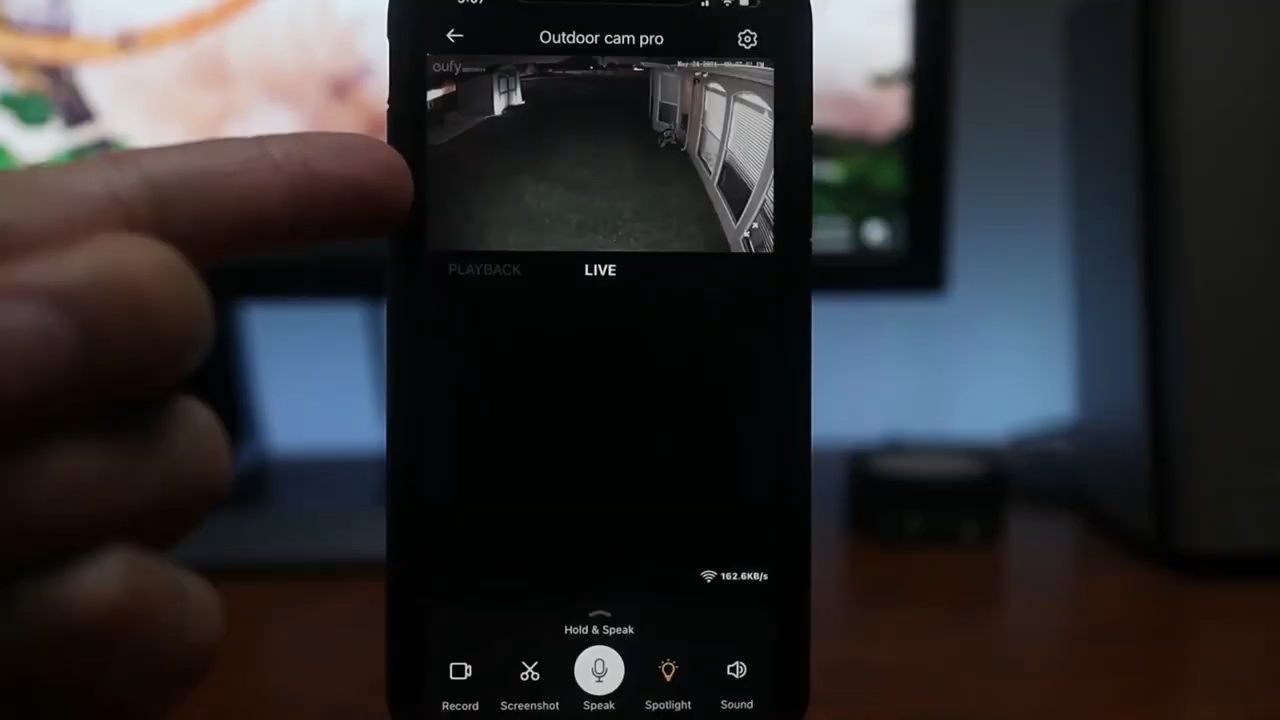 Outdoor cam pro
eufy
PLAYBACK LIVE
162.6KB/s
Hold & Speak
Record Screenshot Speak Spotlight Sound